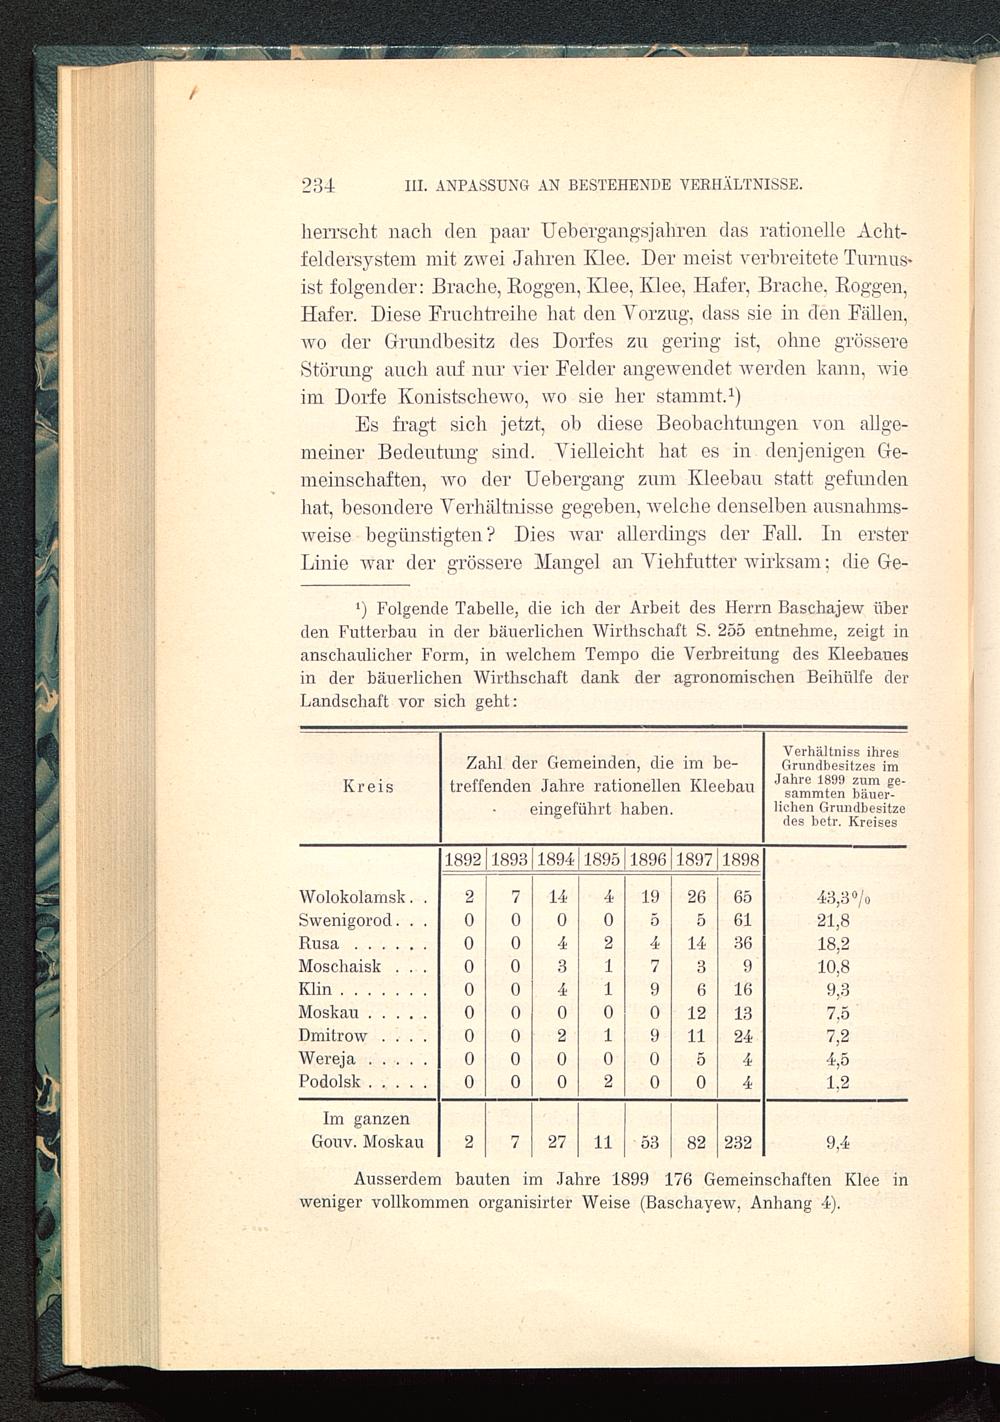 234 III. ANPASSUNG AN BESTEHENDE VERHÄLTNISSE.
herrscht nach den paar Uebergangsjahren das rationelle Acht-
feldersystem mit zwei Jahren Klee. Der meist verbreitete Turnus
ist folgender: Brache, Roggen, Klee, Klee, Hafer, Brache, Roggen,
Hafer. Diese Fruchtreihe hat den Vorzug, dass sie in den Fällen,
wo der Grundbesitz des Dorfes zu gering ist, ohne grössere
Störung auch auf nur vier Felder angewendet werden kann, wie
im Dorfe Konistschewo, wo sie her stammt.¹)
Es fragt sich jetzt, ob diese Beobachtungen von allge-
meiner Bedeutung sind. Vielleicht hat es in denjenigen Ge-
meinschaften, wo der Uebergang zum Kleebau statt gefunden
hat, besondere Verhältnisse gegeben, welche denselben ausnahms-
weise begünstigten? Dies war allerdings der Fall. In erster
Linie war der grössere Mangel an Viehfutter wirksam; die Ge-
¹) Folgende Tabelle, die ich der Arbeit des Herrn Baschajew über
den Futterbau in der bäuerlichen Wirthschaft S. 255 entnehme, zeigt in
anschaulicher Form, in welchem Tempo die Verbreitung des Kleebaues
in der bäuerlichen Wirthschaft dank der agronomischen Beihülfe der
Landschaft vor sich geht:
Kreis
Zahl der Gemeinden, die im be-
treffenden Jahre rationellen Kleebau
eingeführt haben.
Verhältniss ihres
Grundbesitzes im
Jahre 1899 zum ge-
sammten bäuer-
lichen Grundbesitze
des betr. Kreises
1892 1893 1894 1895 1896 1897 1898
Wolokolamsk. . 2 7 14 4 19 26 65 43,3%
Swenigorod. . . 0 0 0 0 5 5 61 21,8
Rusa . . . . . . 0 0 4 2 4 14 36 18,2
Moschaisk . . . 0 0 3 1 7 3 9 10,8
Klin . . . . . . . 0 0 4 1 9 6 16 9,3
Moskau . . . . . 0 0 0 0 0 12 13 7,5
Dmitrow . . . . 0 0 2 1 9 11 24 7,2
Wereja . . . . . 0 0 0 0 0 5 4 4,5
Podolsk . . . . . 0 0 0 2 0 0 4 1,2
Im ganzen
Gouv. Moskau 2 7 27 11 53 82 232 9,4
Ausserdem bauten im Jahre 1899 176 Gemeinschaften Klee in
weniger vollkommen organisirter Weise (Baschayew, Anhang 4).